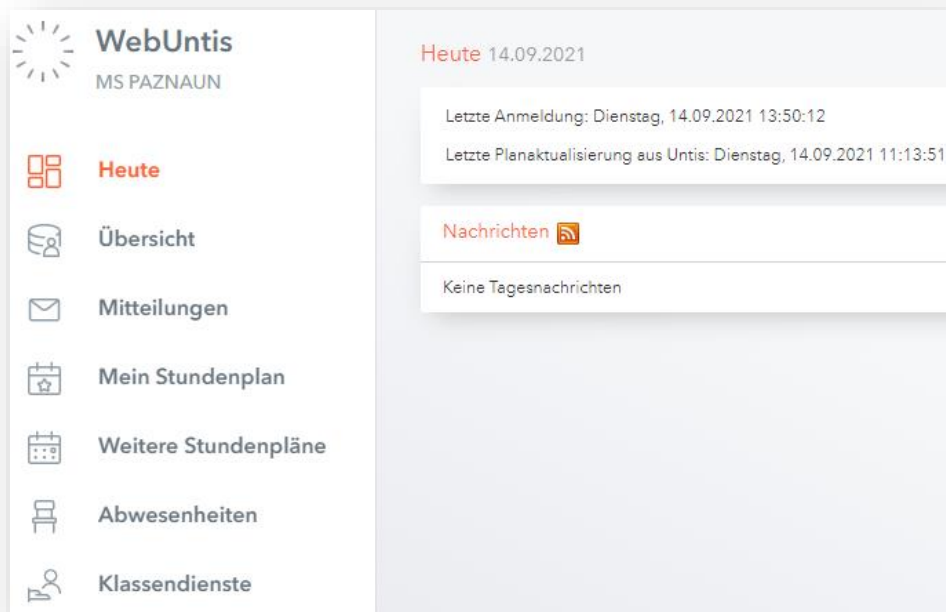 WebUntis
MS PAZNAUN
Heute
Übersicht
Mitteilungen
Mein Stundenplan
Weitere Stundenpläne
Abwesenheiten
Klassendienste
Heute 14.09.2021
Letzte Anmeldung: Dienstag, 14.09.2021 13:50:12
Letzte Planaktualisierung aus Untis: Dienstag, 14.09.2021 11:13:51
Nachrichten
Keine Tagesnachrichten